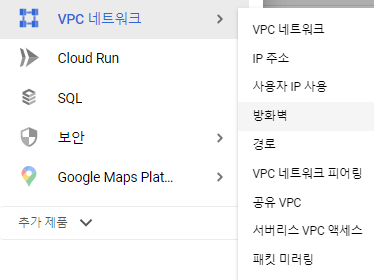 VPC 네트워크
Cloud Run
SQL
보안
Google Maps Plat...
추가 제품
VPC 네트워크
IP 주소
사용자 IP 사용
방화벽
경로
VPC 네트워크 피어링
공유 VPC
서버리스 VPC 액세스
패킷 미러링